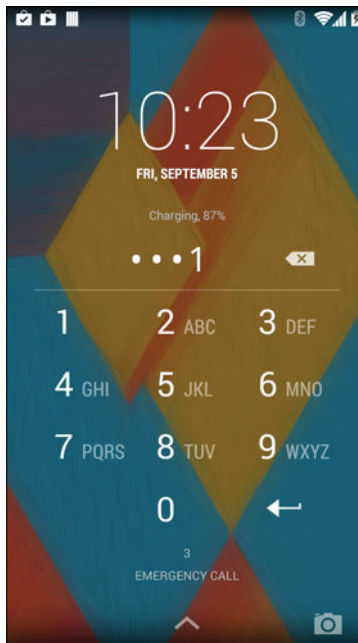 10:23
FRI, SEPTEMBER 5
Charging, 87%
•••1
1 2 ABC 3 DEF
4 GHI 5 JKL 6 MNO
7 PQRS 8 TUV 9 WXYZ
0
3
EMERGENCY CALL